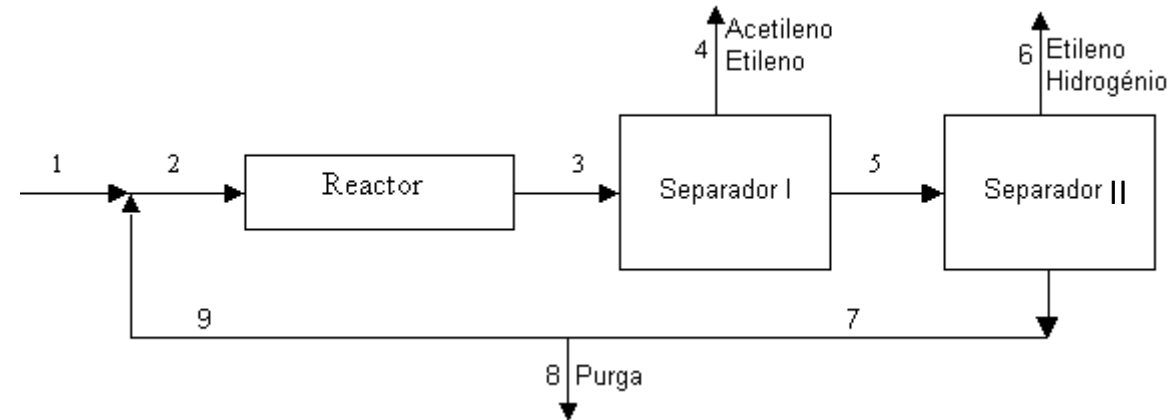 1
2
Reactor
3
Separador I
4
Acetileno
Etileno
5
Separador II
6
Etileno
Hidrogénio
7
8
Purga
9